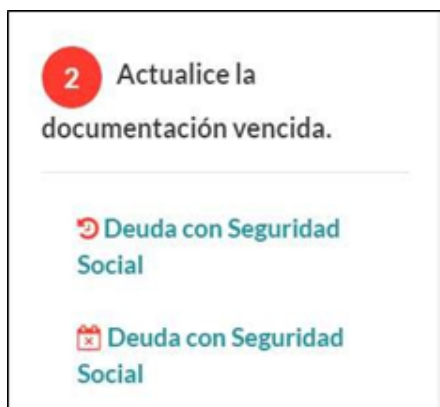 2 Actualice la
documentación vencida.
Deuda con Seguridad
Social
Deuda con Seguridad
Social